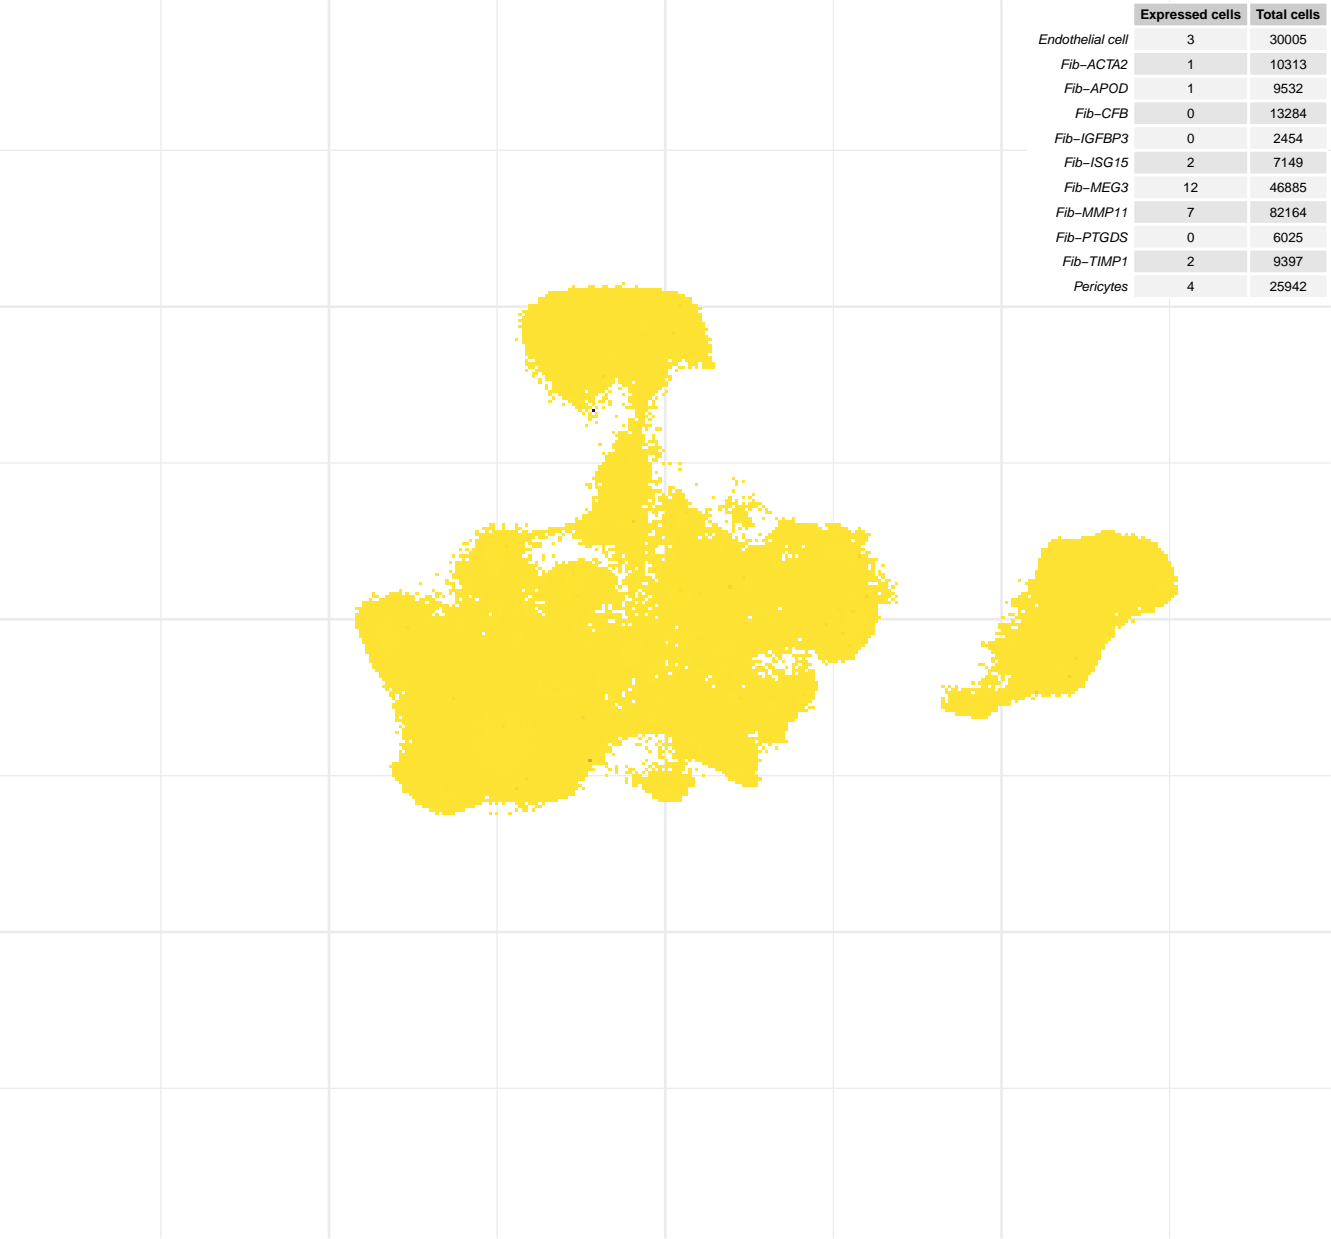 Expressed cells Total cells
Endothelial cell 3 30005
Fib−ACTA2 1 10313
Fib−APOD 1 9532
Fib−CFB 0 13284
Fib−IGFBP3 0 2454
Fib−ISG15 2 7149
Fib−MEG3 12 46885
Fib−MMP11 7 82164
Fib−PTGDS 0 6025
Fib−TIMP1 2 9397
Pericytes 4 25942